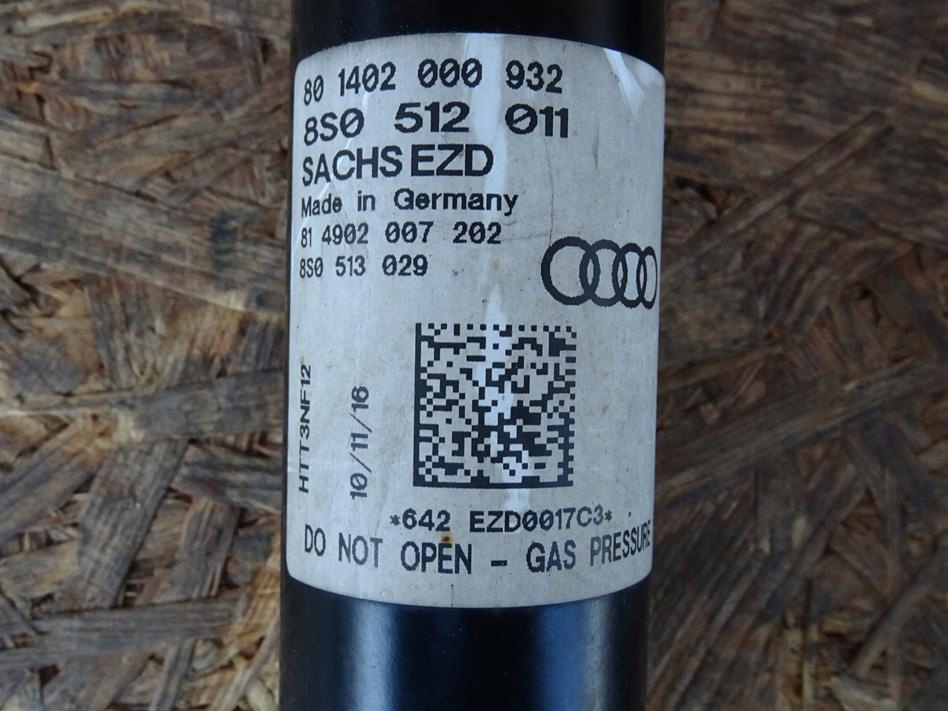 80 1402 000 932
8S0 512 011
SACHS EZD
Made in Germany
81 4902 007 202
8S0 513 029
HTT3NF12
10/11/16
*642 EZD0017C3*
DO NOT OPEN - GAS PRESSURE